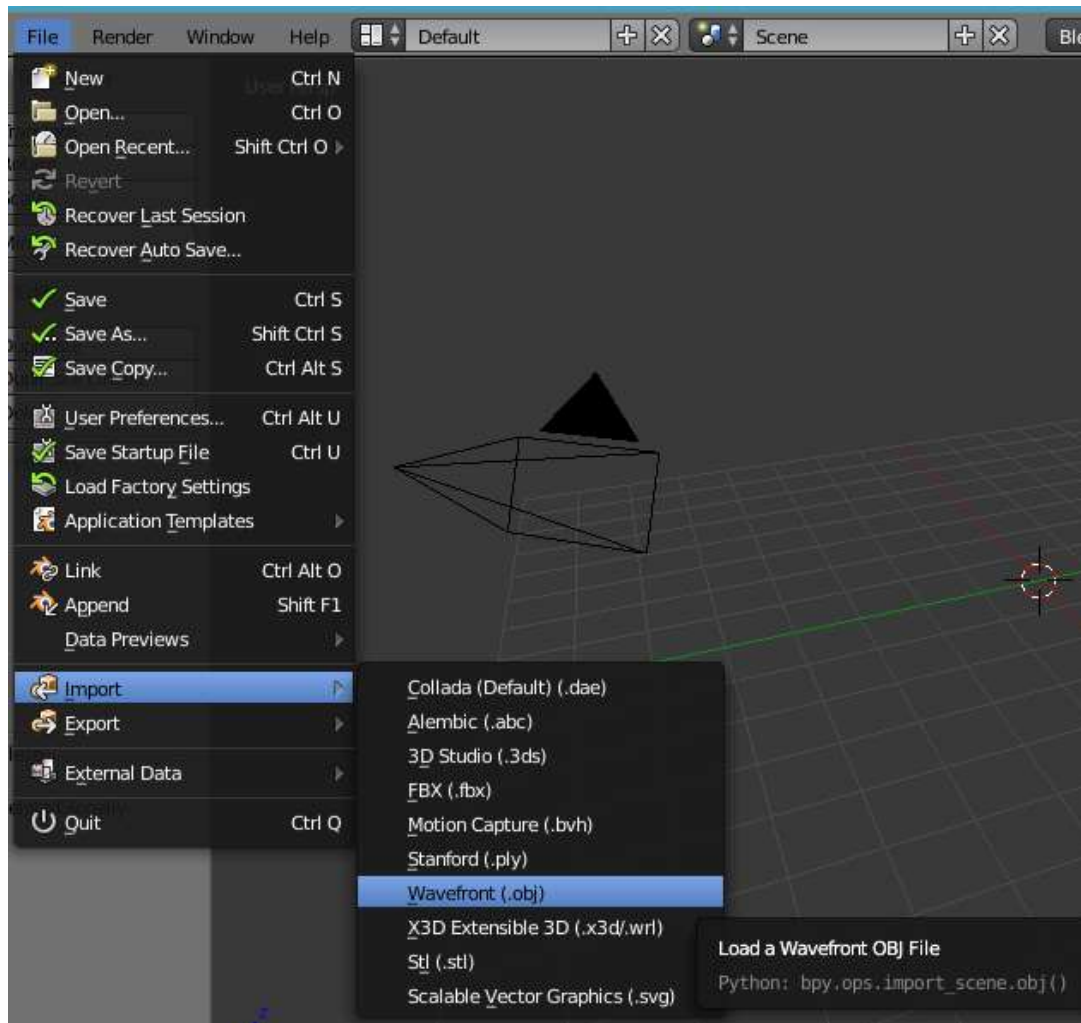 File Render Window Help Default Scene Ble
New Ctrl N
Open... Ctrl O
Open Recent... Shift Ctrl O
Revert
Recover Last Session
Recover Auto Save...
Save Ctrl S
Save As... Shift Ctrl S
Save Copy... Ctrl Alt S
User Preferences... Ctrl Alt U
Save Startup File Ctrl U
Load Factory Settings
Application Templates
Link Ctrl Alt O
Append Shift F1
Data Previews
Import
Export
External Data
Quit Ctrl Q
Collada (Default) (.dae)
Alembic (.abc)
3D Studio (.3ds)
FBX (.fbx)
Motion Capture (.bvh)
Stanford (.ply)
Wavefront (.obj)
X3D Extensible 3D (.x3d/.wrl)
Stl (.stl)
Scalable Vector Graphics (.svg)
Load a Wavefront OBJ File
Python: bpy.ops.import_scene.obj()